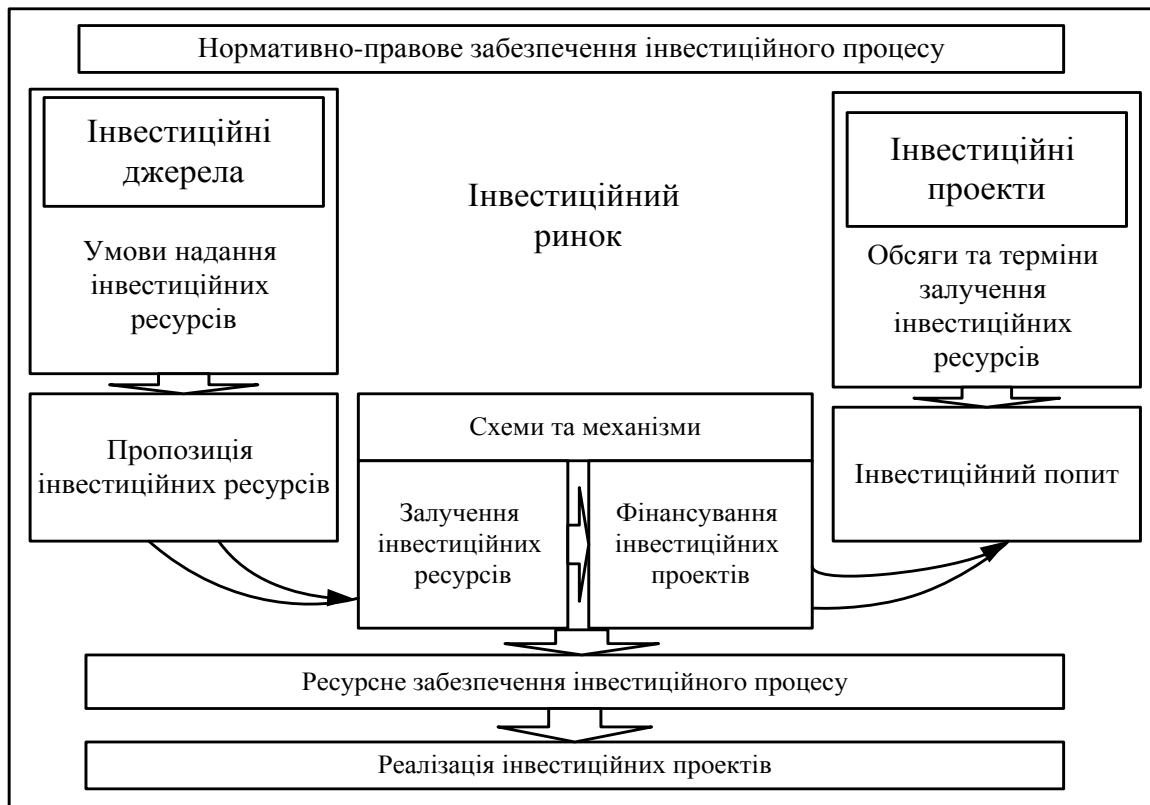 Нормативно-правове забезпечення інвестиційного процесу
Інвестиційні
джерела
Умови надання
інвестиційних
ресурсів
Інвестиційний
ринок
Інвестиційні
проекти
Обсяги та терміни
залучення
інвестиційних
ресурсів
Пропозиція
інвестиційних ресурсів
Схеми та механізми
Залучення
інвестиційних
ресурсів
Фінансування
інвестиційних
проектів
Інвестиційний попит
Ресурсне забезпечення інвестиційного процесу
Реалізація інвестиційних проектів